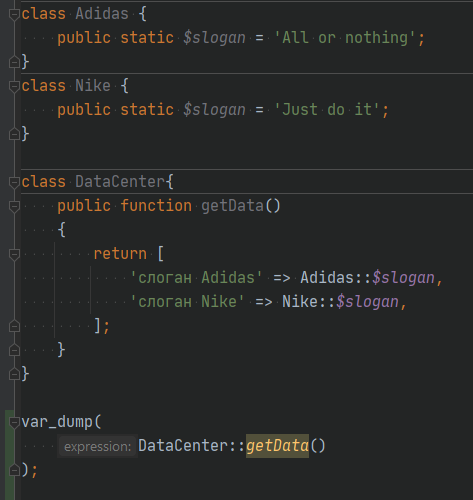 class Adidas {
public static $slogan = 'All or nothing';
}
class Nike {
public static $slogan = 'Just do it';
}
class DataCenter{
public function getData()
{
return [
'слоган Adidas' => Adidas::$slogan,
'слоган Nike' => Nike::$slogan,
];
}
}
var_dump(
expression: DataCenter::getData()
);